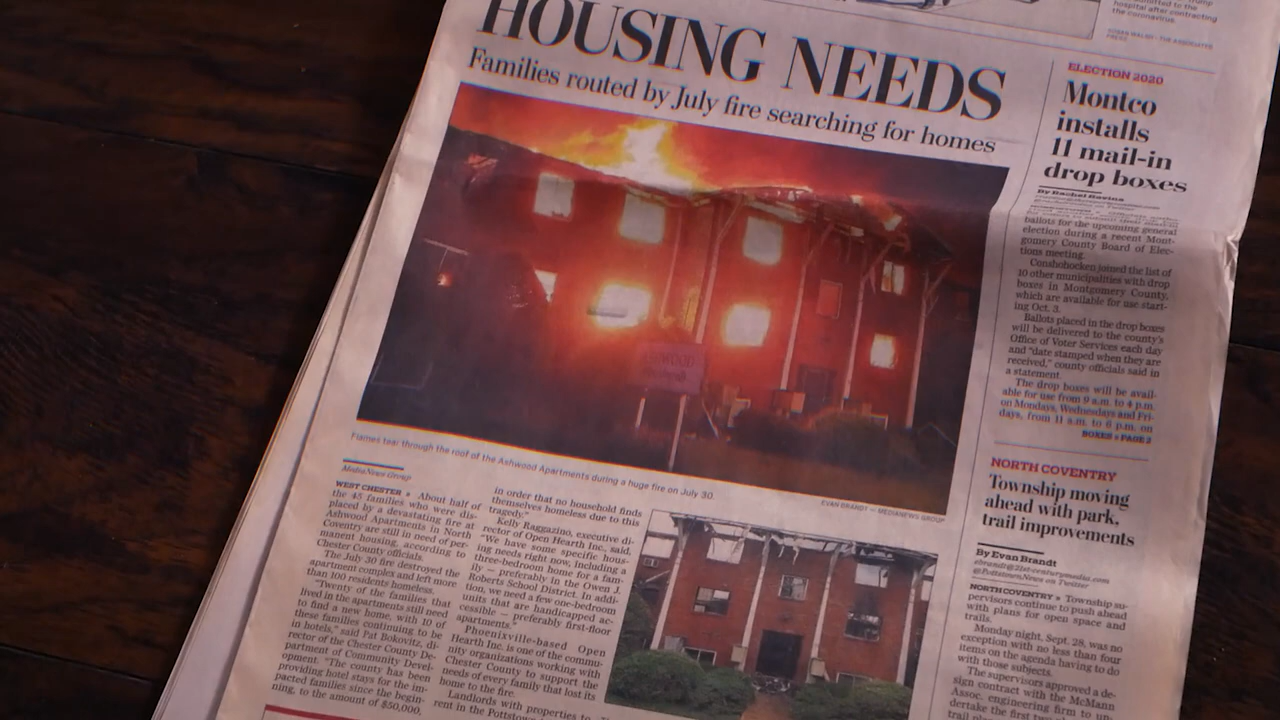 hospital after contracting
the coronavirus.
HOUSING NEEDS
Families routed by July fire searching for homes
Flames tear through the roof of the Ashwood Apartments during a huge fire on July 30.
EVAN BRANDT — MEDIANEWS GROUP
MediaNews Group
WEST CHESTER » About half of
the 45 families who were dis-
placed by a devastating fire at
Ashwood Apartments in North
Coventry are still in need of per-
manent housing, according to
Chester County officials.
The July 30 fire destroyed the
apartment complex and left more
than 100 residents homeless.
"Twenty of the families that
lived in the apartments still need
to find a new home, with 10 of
these families continuing to be
in hotels," said Pat Bokovitz, di-
rector of the Chester County De-
partment of Community Devel-
opment. "The county has been
providing hotel stays for the im-
pacted families since the begin-
ning, to the amount of $50,000,
in order that no household finds
themselves homeless due to this
tragedy."
Kelly Raggazino, executive di-
rector of Open Hearth Inc., said,
"We have some specific hous-
ing needs right now, including a
three-bedroom home for a fam-
ily — preferably in the Owen J.
Roberts School District. In addi-
tion, we need a few one-bedroom
units that are handicapped ac-
cessible — preferably first-floor
apartments."
Phoenixville-based Open
Hearth Inc. is one of the commu-
nity organizations working with
Chester County to support the
needs of every family that lost its
home to the fire.
Landlords with properties to
rent in the Pottstown
ELECTION 2020
Montco
installs
11 mail-in
drop boxes
By Rachel Ravina
ballots for the upcoming general
election during a recent Mont-
gomery County Board of Elec-
tions meeting.
Conshohocken joined the list of
10 other municipalities with drop
boxes in Montgomery County,
which are available for use start-
ing Oct. 3.
Ballots placed in the drop boxes
will be delivered to the county's
Office of Voter Services each day
and "date stamped when they are
received," county officials said in
a statement.
The drop boxes will be avail-
able for use from 9 a.m. to 4 p.m.
on Mondays, Wednesdays and Fri-
days, from 11 a.m. to 6 p.m. on
BOXES » PAGE 2
NORTH COVENTRY
Township moving
ahead with park,
trail improvements
By Evan Brandt
ebrandt@21st-centurymedia.com
@PottstownNews on Twitter
NORTH COVENTRY » Township su-
pervisors continue to push ahead
with plans for open space and
trails.
Monday night, Sept. 28, was no
exception with no less than four
items on the agenda having to do
with those subjects.
The supervisors approved a de-
sign contract with the McMann
Assoc. engineering firm to un-
dertake the first two